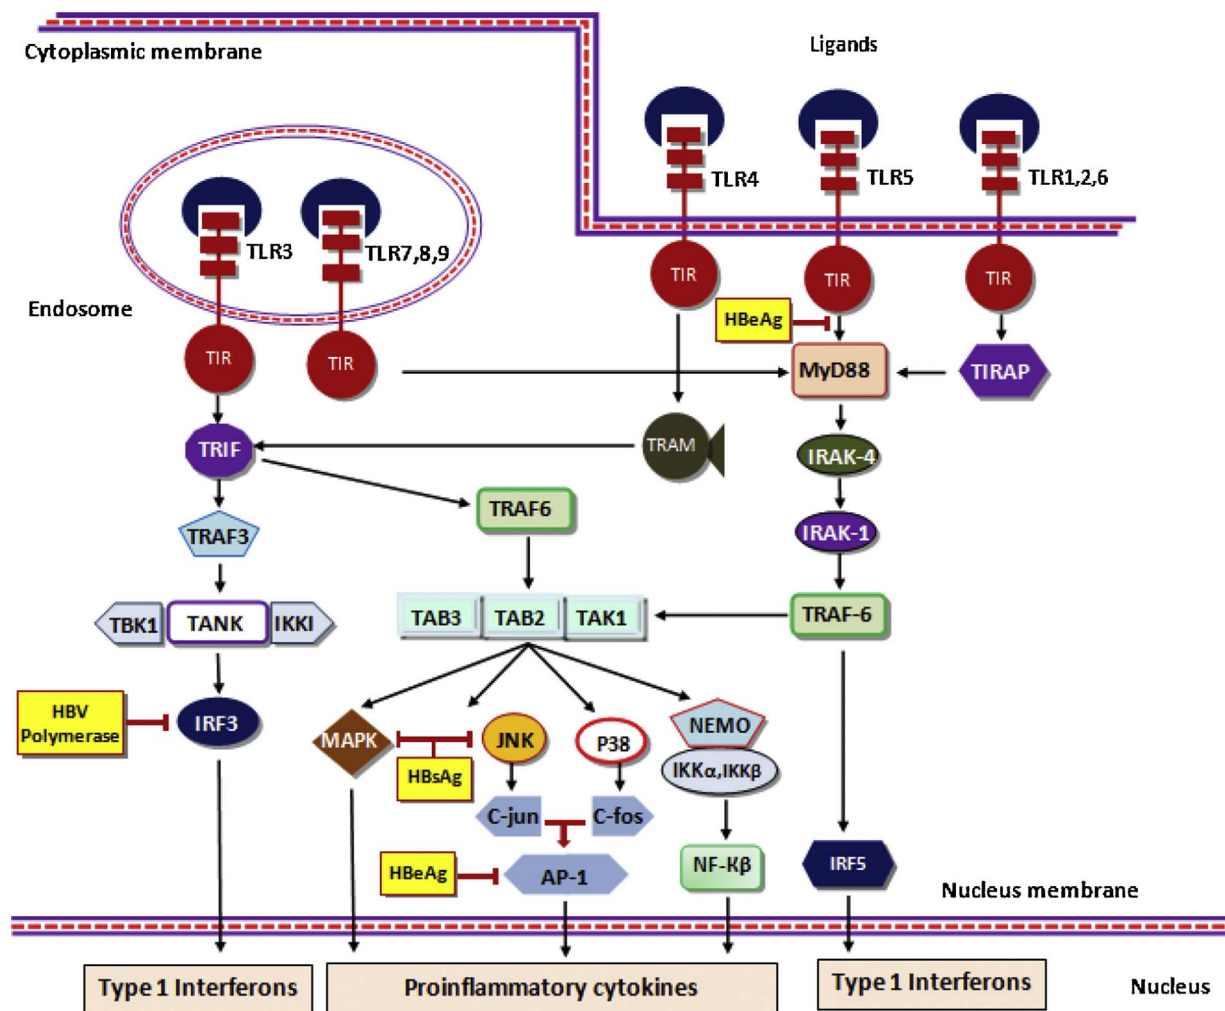 Cytoplasmic membrane
Ligands
TLR4
TLR5
TLR1,2,6
TLR3
TLR7,8,9
Endosome
TIR
TIR
TIR
TIR
TIR
HBeAg
MyD88
TIRAP
TRIF
TRAM
IRAK-4
TRAF6
TRAF3
IRAK-1
TBK1
TANK
IKKI
TAB3
TAB2
TAK1
TRAF-6
HBV
Polymerase
IRF3
MAPK
JNK
P38
NEMO
HBsAg
IKKα,IKKβ
C-jun
C-fos
HBeAg
AP-1
NF-Kβ
IRF5
Nucleus membrane
Type 1 Interferons
Proinflammatory cytokines
Type 1 Interferons
Nucleus